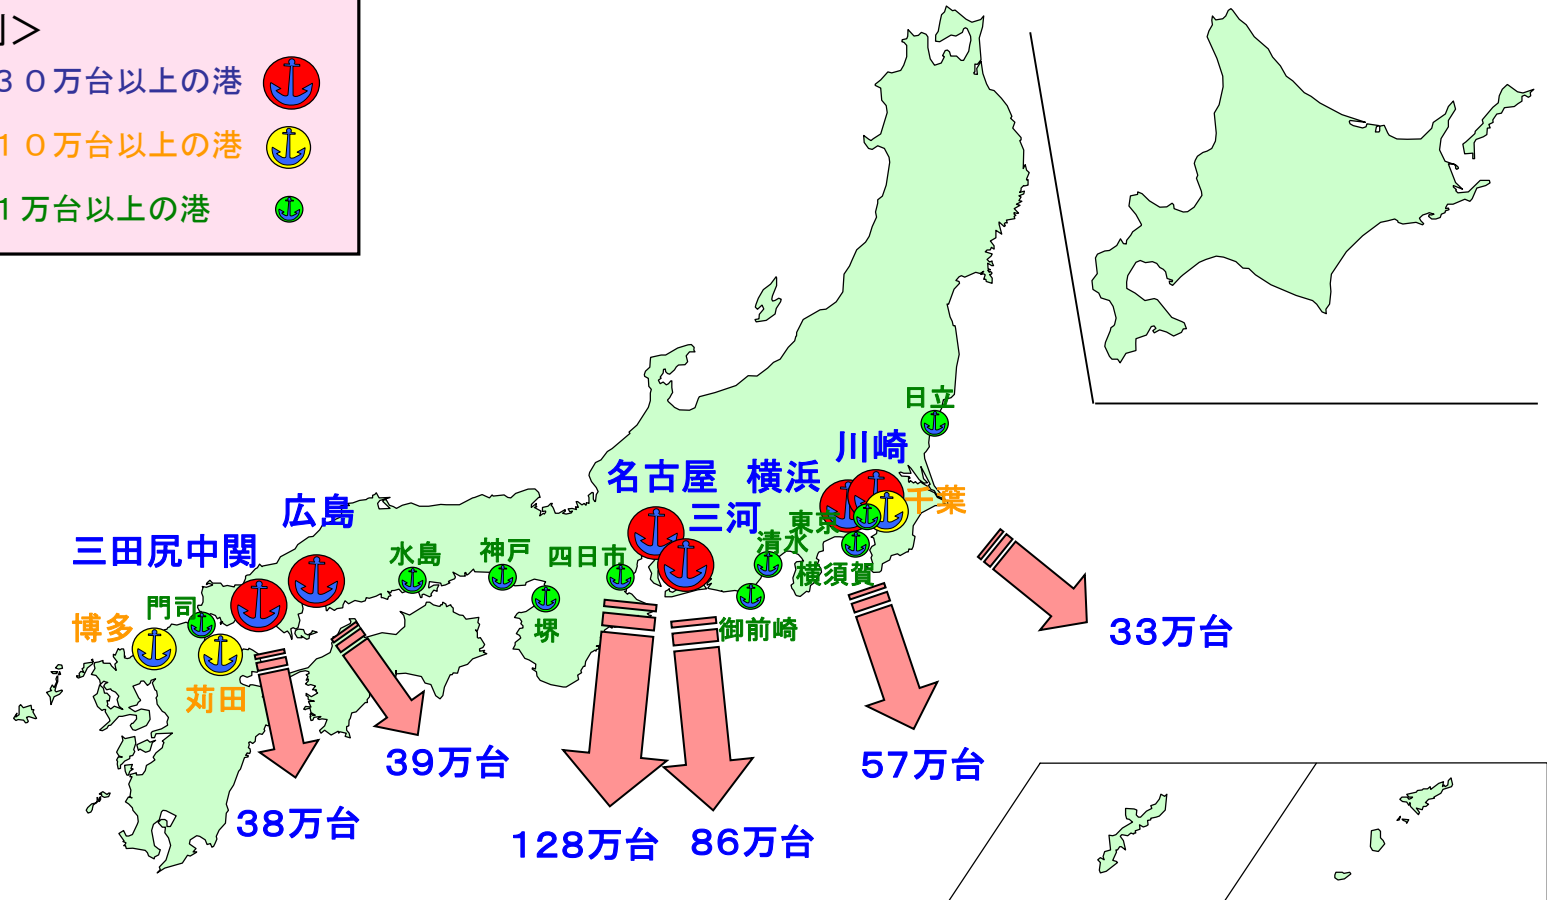 ＞
３０万台以上の港
１０万台以上の港
１万台以上の港
日立
川崎
名古屋
横浜
千葉
広島
三河
東京
三田尻中関
清水
水島
神戸
四日市
横須賀
門司
博多
堺
御前崎
33万台
苅田
39万台
57万台
38万台
128万台
86万台